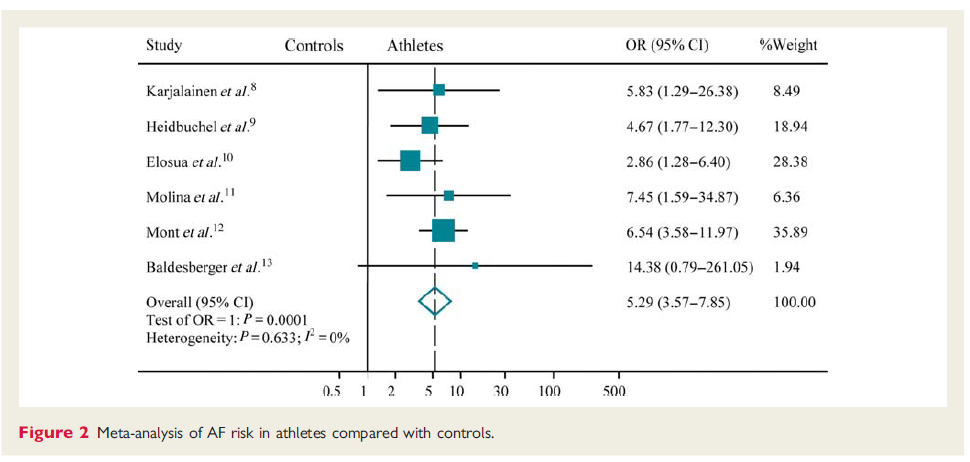 Study Controls Athletes OR (95% CI) %Weight
Karjalainen et al.8 5.83 (1.29–26.38) 8.49
Heidbuchel et al.9 4.67 (1.77–12.30) 18.94
Elosua et al.10 2.86 (1.28–6.40) 28.38
Molina et al.11 7.45 (1.59–34.87) 6.36
Mont et al.12 6.54 (3.58–11.97) 35.89
Baldesberger et al.13 14.38 (0.79–261.05) 1.94
Overall (95% CI) 5.29 (3.57–7.85) 100.00
Test of OR = 1: P = 0.0001
Heterogeneity: P = 0.633; I² = 0%
0.5 1 2 5 10 30 100 500
Figure 2 Meta-analysis of AF risk in athletes compared with controls.